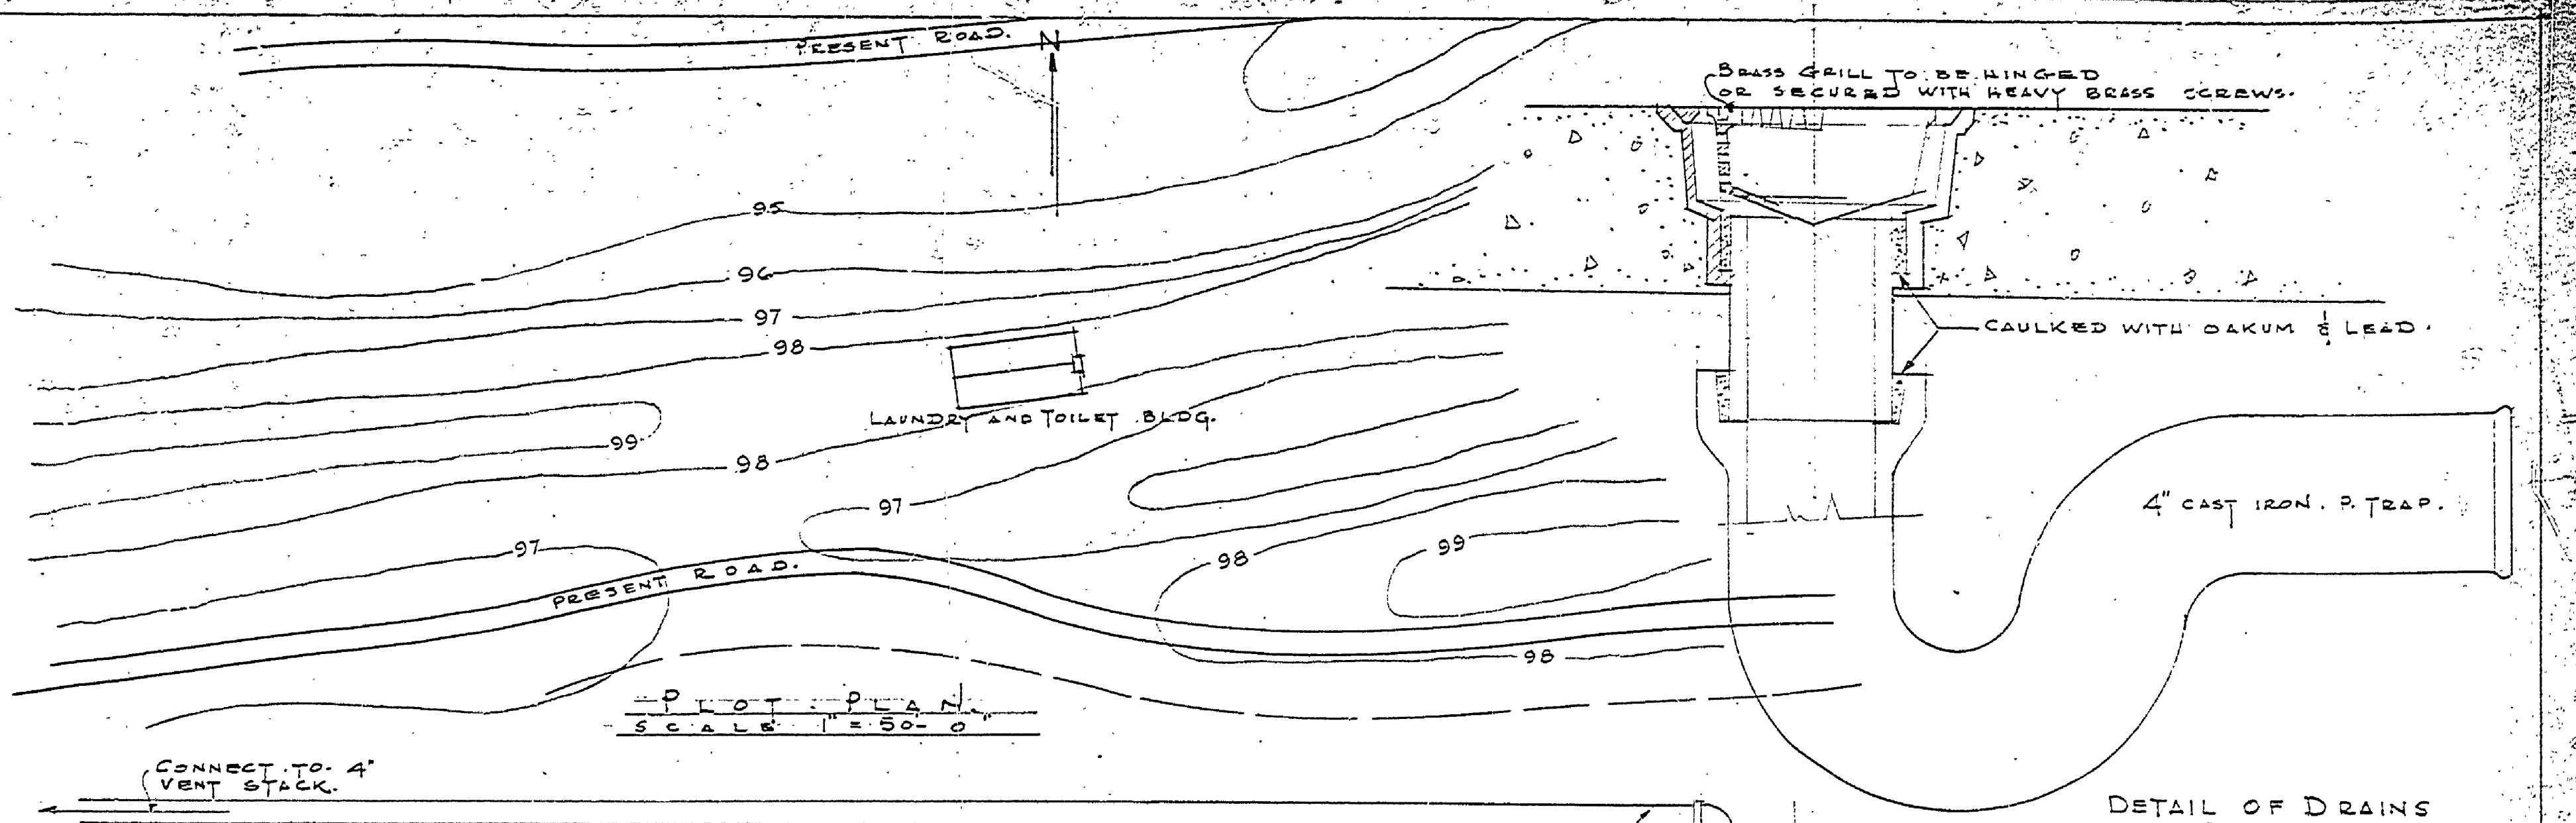 PRESENT ROAD.
N
BRASS GRILL TO BE HINGED
OR SECURED WITH HEAVY BRASS SCREWS.
95
96
97
98
CAULKED WITH OAKUM & LEAD.
LAUNDRY AND TOILET BLDG.
99
98
97
4" CAST IRON. P. TRAP.
97
99
98
PRESENT ROAD.
98
PLOT PLAN.
SCALE 1" = 50'-0"
CONNECT TO 4"
VENT STACK.
DETAIL OF DRAINS